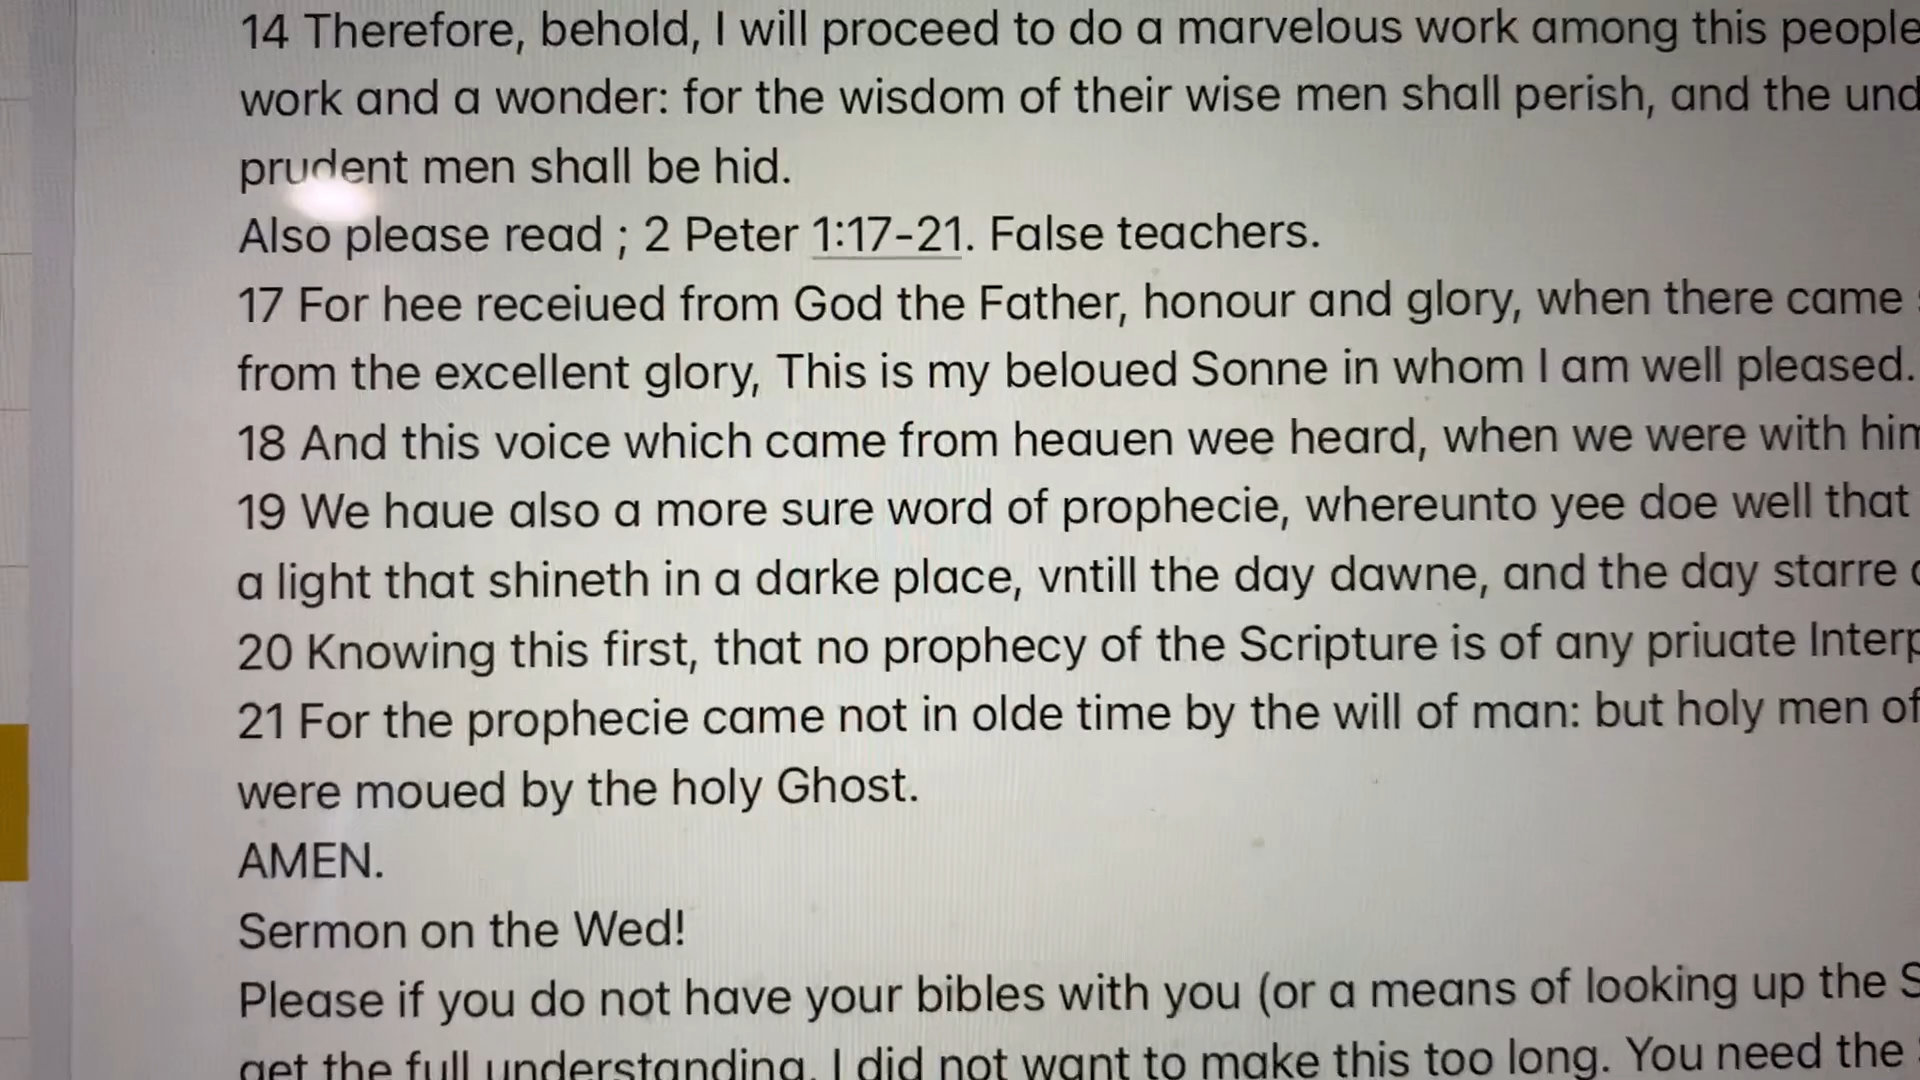 14 Therefore, behold, I will proceed to do a marvelous work among this people
work and a wonder: for the wisdom of their wise men shall perish, and the
prudent men shall be hid.
Also please read ; 2 Peter 1:17-21. False teachers.
17 For hee receiued from God the Father, honour and glory, when there came
from the excellent glory, This is my beloued Sonne in whom I am well pleased.
18 And this voice which came from heauen wee heard, when we were with
19 We haue also a more sure word of prophecie, whereunto yee doe well that
a light that shineth in a darke place, vntill the day dawne, and the day starre
20 Knowing this first, that no prophecy of the Scripture is of any priuate
21 For the prophecie came not in olde time by the will of man: but holy men of
were moued by the holy Ghost.
AMEN.
Sermon on the Wed!
Please if you do not have your bibles with you (or a means of looking up the
get the full understanding. I did not want to make this too long. You need the